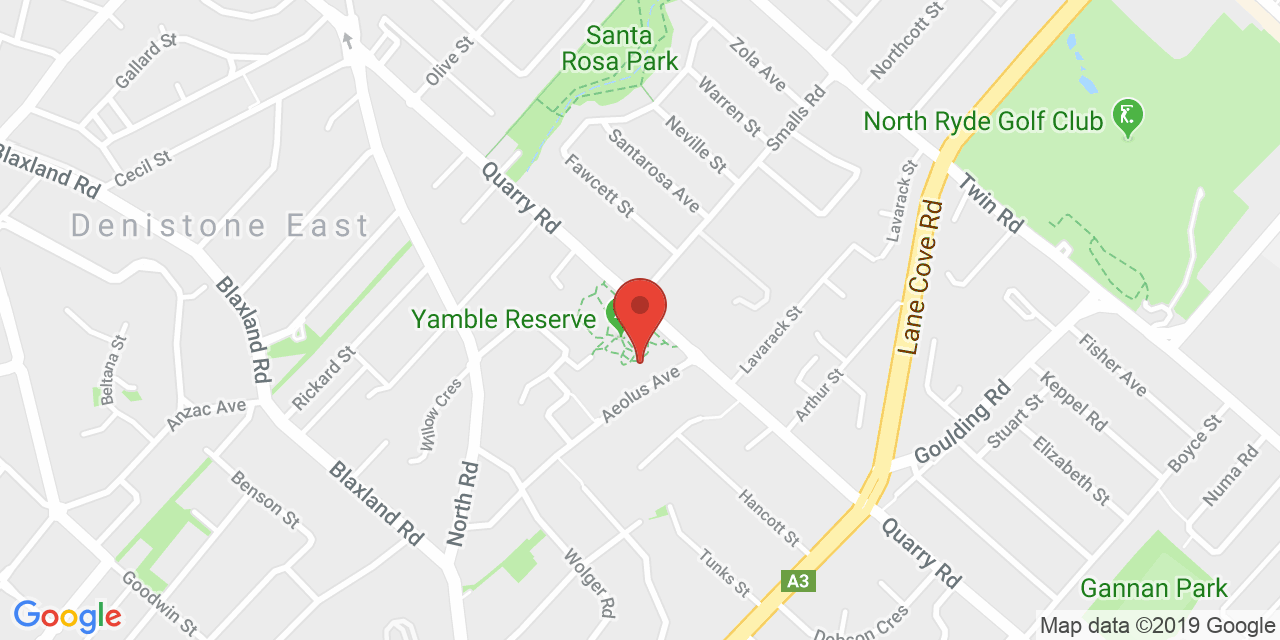 Santa
Rosa Park
Northcott St
Zola Ave
Olive St
Gallard St
Warren St
Smalls Rd
North Ryde Golf Club
Neville St
Santarosa Ave
Fawcett St
Cecil St
Blaxland Rd
Quarry Rd
Lavarack St
Twin Rd
Lane Cove Rd
Denistone East
Blaxland Rd
Yamble Reserve
Lavarack St
Beltana St
Rickard St
Fisher Ave
Aeolus Ave
Arthur St
Keppel Rd
Anzac Ave
Willow Cres
Goulding Rd
Stuart St
Boyce St
Elizabeth St
Numa Rd
Benson St
Blaxland Rd
North Rd
Hancott St
Quarry Rd
Wolger Rd
Tunks St
A3
Goodwin St
Gannan Park
Dobson Cres
Google
Map data ©2019 Google